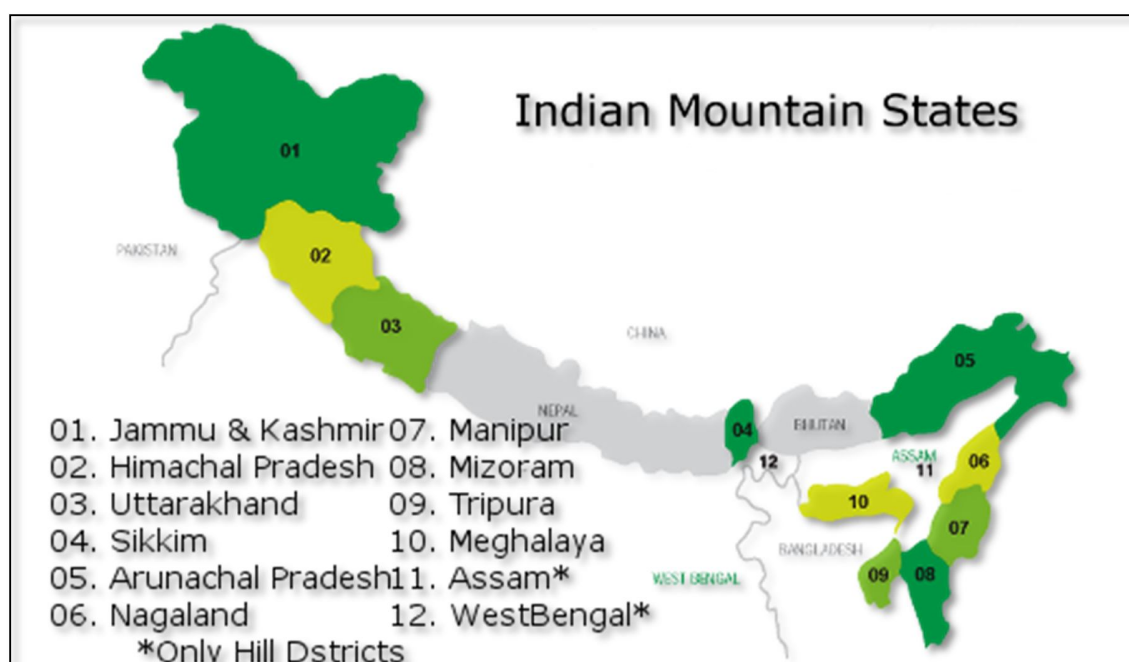 Indian Mountain States
01
PAKISTAN
02
CHINA
03
05
NEPAL
04
BHUTAN
ASSAM
11
06
12
10
07
BANGLADESH
WEST BENGAL
09
08
01. Jammu & Kashmir
02. Himachal Pradesh
03. Uttarakhand
04. Sikkim
05. Arunachal Pradesh
06. Nagaland
07. Manipur
08. Mizoram
09. Tripura
10. Meghalaya
11. Assam*
12. WestBengal*
*Only Hill Dstricts